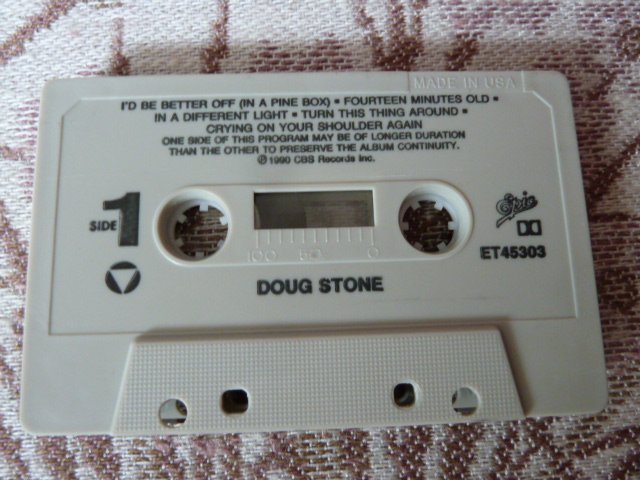 MADE IN USA
I'D BE BETTER OFF (IN A PINE BOX) • FOURTEEN MINUTES OLD •
IN A DIFFERENT LIGHT • TURN THIS THING AROUND •
CRYING ON YOUR SHOULDER AGAIN
ONE SIDE OF THIS PROGRAM MAY BE OF LONGER DURATION
THAN THE OTHER TO PRESERVE THE ALBUM CONTINUITY.
℗ 1990 CBS Records Inc.
SIDE 1
Epic
ET45303
100 50 0
DOUG STONE